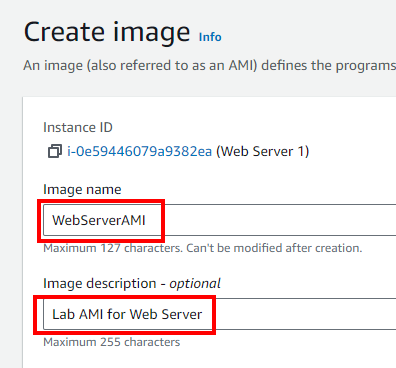 Create image Info
An image (also referred to as an AMI) defines the programs
Instance ID
i-0e59446079a9382ea (Web Server 1)
Image name
WebServerAMI
Maximum 127 characters. Can't be modified after creation.
Image description - optional
Lab AMI for Web Server
Maximum 255 characters